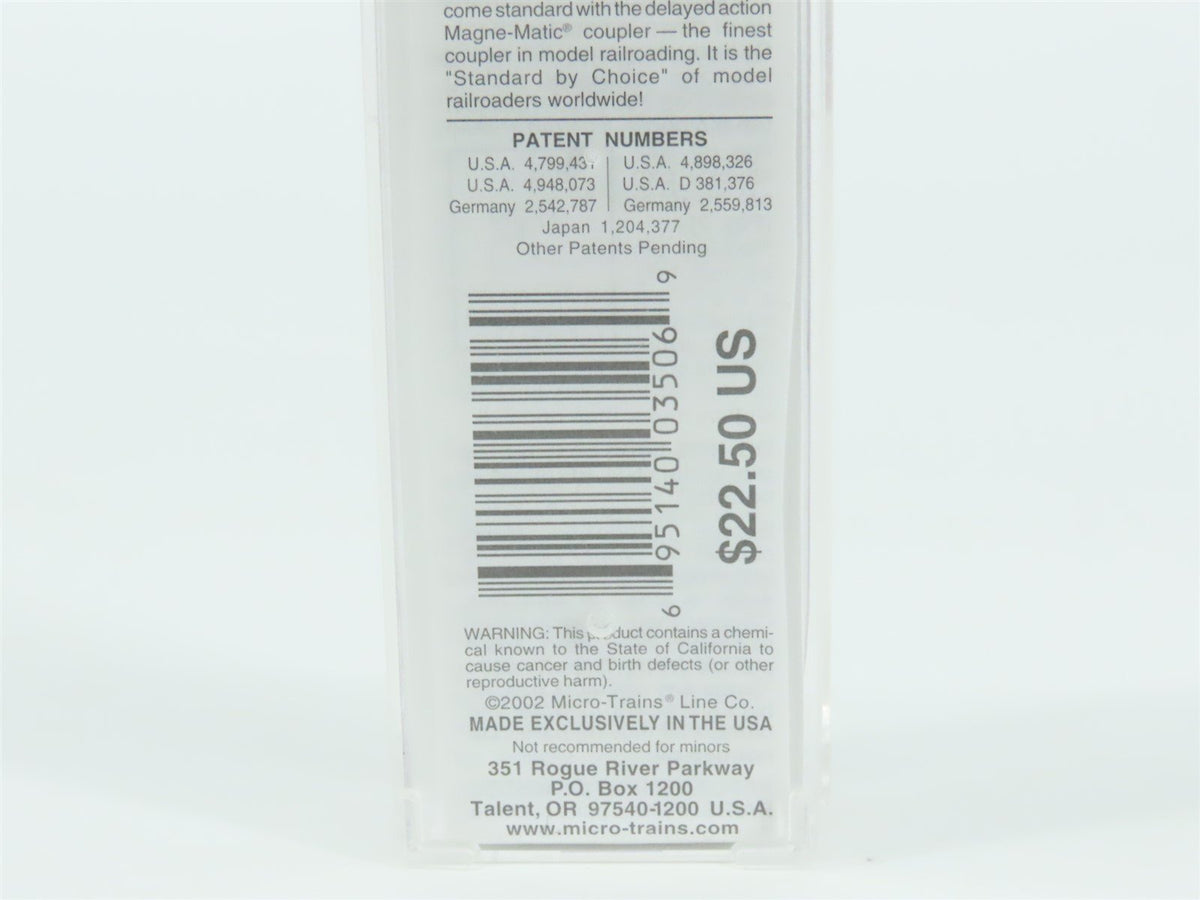 come standard with the delayed action
Magne-Matic® coupler — the finest
coupler in model railroading. It is the
"Standard by Choice" of model
railroaders worldwide!
PATENT NUMBERS
U.S.A. 4,799,431 U.S.A. 4,898,326
U.S.A. 4,948,073 U.S.A. D 381,376
Germany 2,542,787 Germany 2,559,813
Japan 1,204,377
Other Patents Pending
6 95140 03506 9
$22.50 US
WARNING: This product contains a chemi-
cal known to the State of California to
cause cancer and birth defects (or other
reproductive harm).
©2002 Micro-Trains® Line Co.
MADE EXCLUSIVELY IN THE USA
Not recommended for minors
351 Rogue River Parkway
P.O. Box 1200
Talent, OR 97540-1200 U.S.A.
www.micro-trains.com